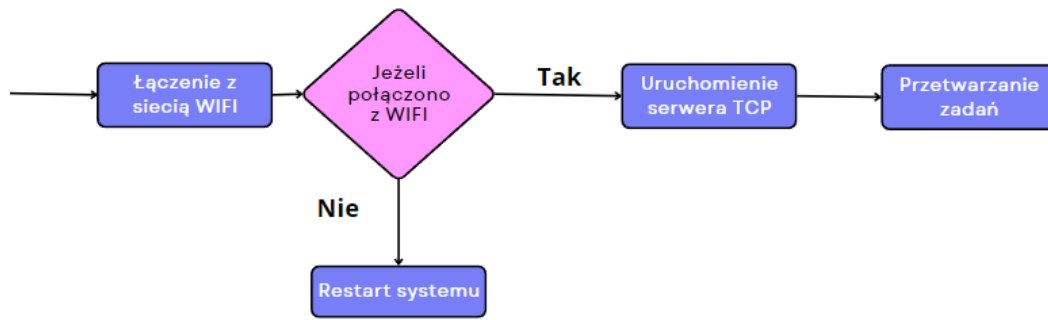 Łączenie z
siecią WIFI
Jeżeli
połączono
z WIFI
Tak
Uruchomienie
serwera TCP
Przetwarzanie
zadań
Nie
Restart systemu